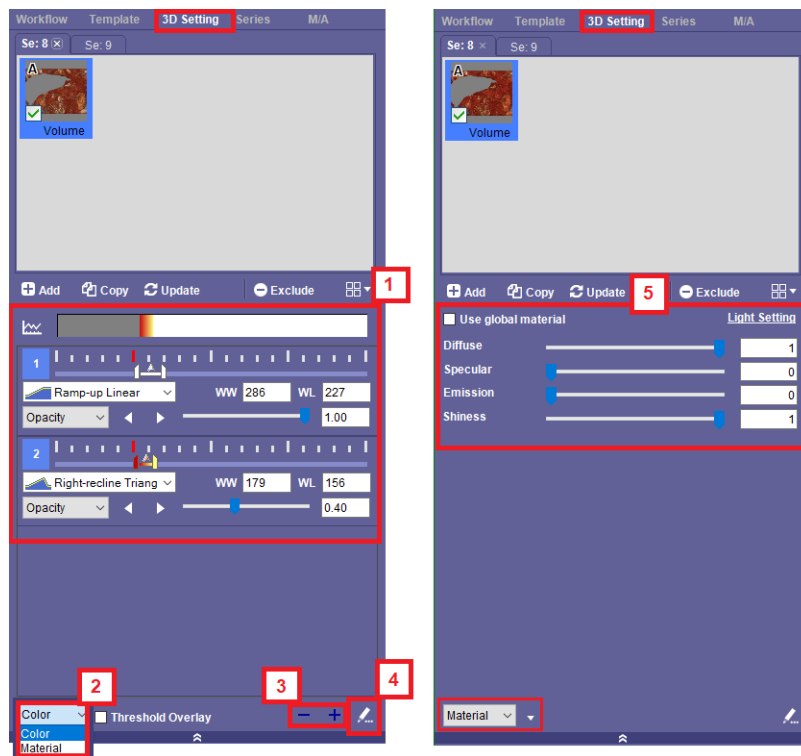 Workflow Template 3D Setting Series M/A
Se: 8 Se: 9
A
Volume
Add Copy Update Exclude
1
1
Ramp-up Linear WW 286 WL 227
Opacity 1.00
2
Right-recline Triang WW 179 WL 156
Opacity 0.40
2
3
4
Color Threshold Overlay
Color
Material
Workflow Template 3D Setting Series M/A
Se: 8 Se: 9
A
Volume
Add Copy Update Exclude
5
Use global material Light Setting
Diffuse 1
Specular 0
Emission 0
Shiness 1
Material